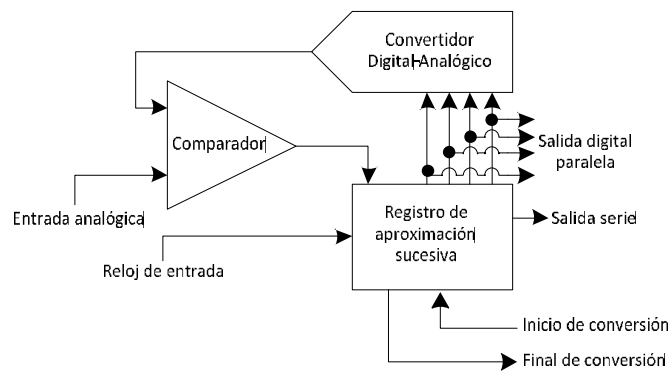 Convertidor
Digital-Analógico
Comparador
Salida digital
paralela
Entrada analógica
Registro de
aproximación
sucesiva
Salida serie
Reloj de entrada
Inicio de conversión
Final de conversión